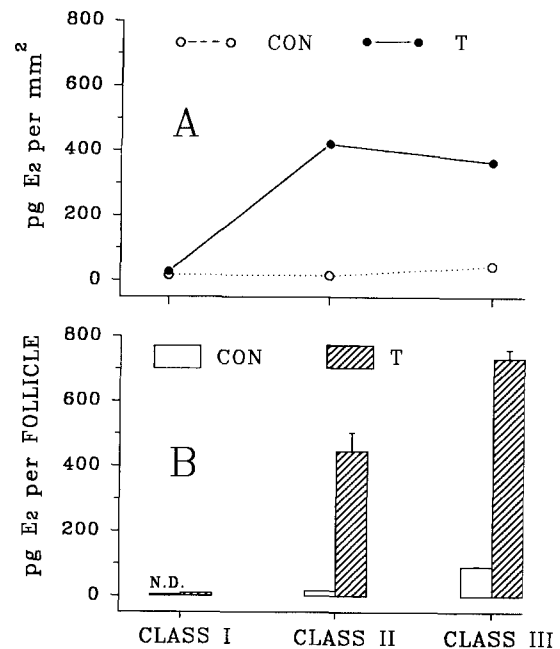 pg E2 per mm²
800
600
400
200
0
CON
T
A
pg E2 per FOLLICLE
800
600
400
200
0
CON
T
B
N.D.
CLASS I
CLASS II
CLASS III